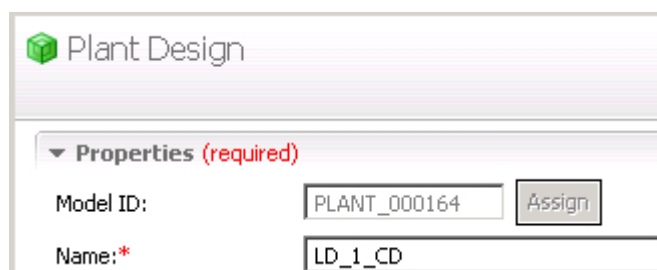 Plant Design
Properties (required)
Model ID: PLANT_000164 Assign
Name:* LD_1_CD